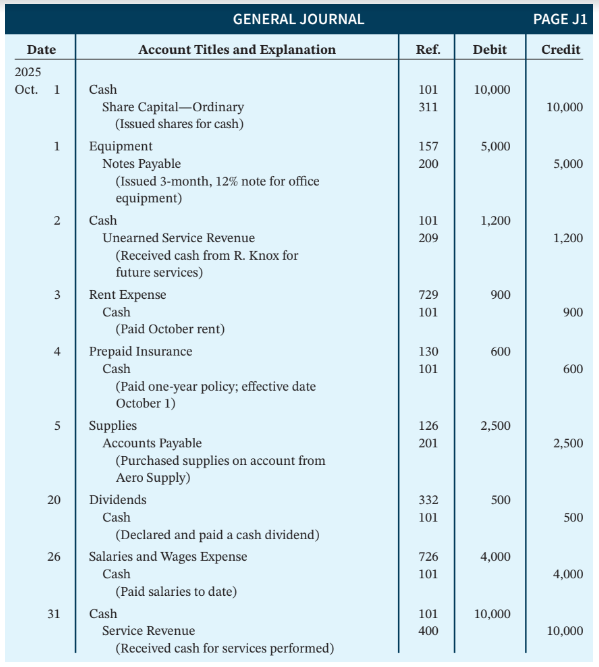 GENERAL JOURNAL PAGE J1
Date Account Titles and Explanation Ref. Debit Credit
2025
Oct. 1 Cash 101 10,000
Share Capital—Ordinary 311 10,000
(Issued shares for cash)
1 Equipment 157 5,000
Notes Payable 200 5,000
(Issued 3-month, 12% note for office
equipment)
2 Cash 101 1,200
Unearned Service Revenue 209 1,200
(Received cash from R. Knox for
future services)
3 Rent Expense 729 900
Cash 101 900
(Paid October rent)
4 Prepaid Insurance 130 600
Cash 101 600
(Paid one-year policy; effective date
October 1)
5 Supplies 126 2,500
Accounts Payable 201 2,500
(Purchased supplies on account from
Aero Supply)
20 Dividends 332 500
Cash 101 500
(Declared and paid a cash dividend)
26 Salaries and Wages Expense 726 4,000
Cash 101 4,000
(Paid salaries to date)
31 Cash 101 10,000
Service Revenue 400 10,000
(Received cash for services performed)